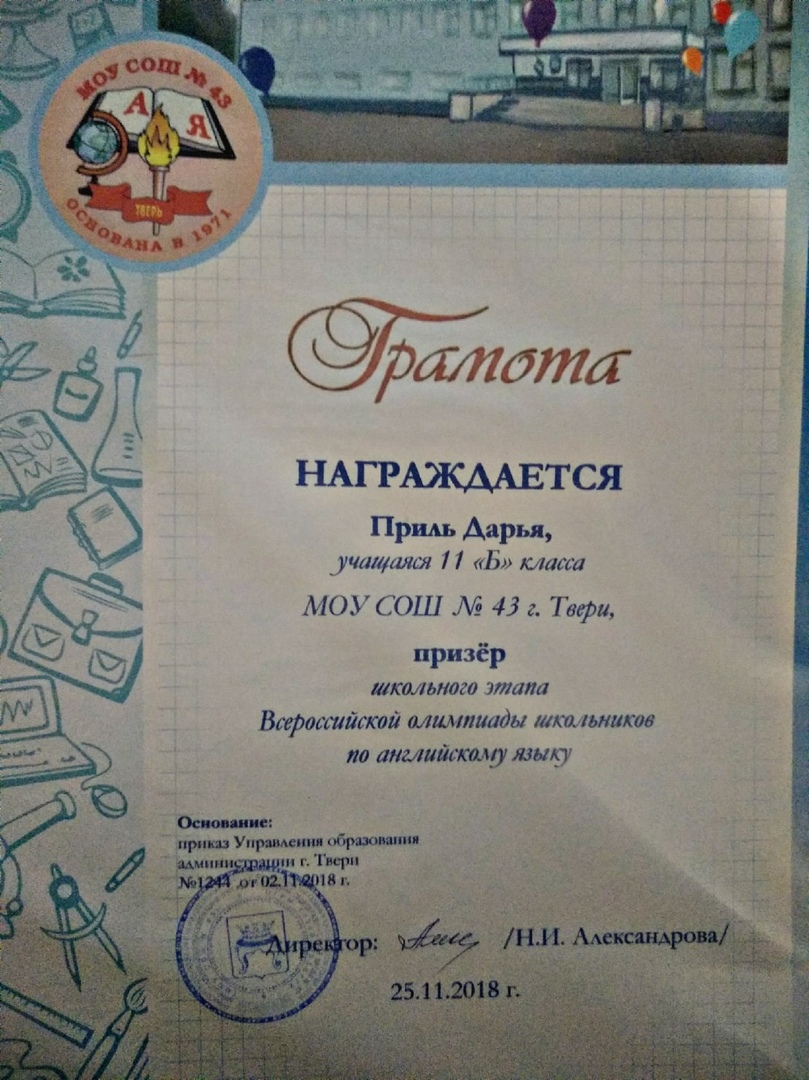 МОУ СОШ № 43
А
Я
ТВЕРЬ
ОСНОВАНА В 1971
Грамота
НАГРАЖДАЕТСЯ
Приль Дарья,
учащаяся 11 «Б» класса
МОУ СОШ № 43 г. Твери,
призёр
школьного этапа
Всероссийской олимпиады школьников
по английскому языку
Основание:
приказ Управления образования
администрации г. Твери
№1244 от 02.11.2018 г.
Директор: /Н.И. Александрова/
25.11.2018 г.